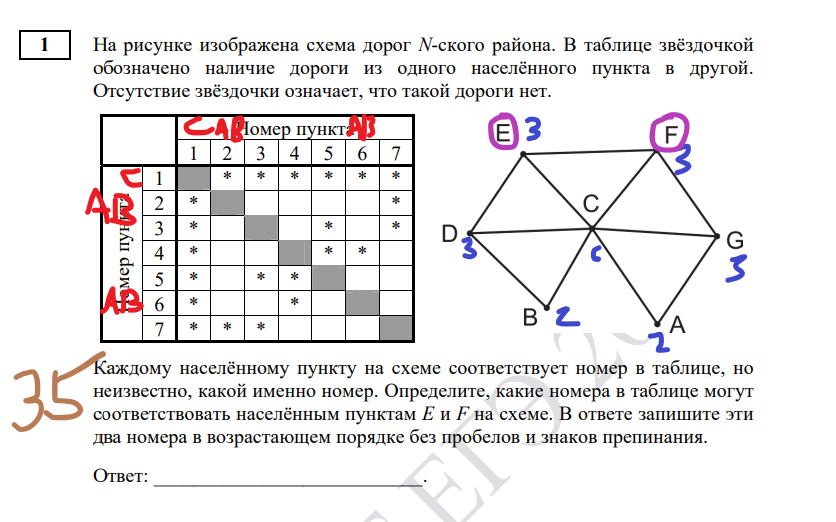 1
На рисунке изображена схема дорог N-ского района. В таблице звёздочкой
обозначено наличие дороги из одного населённого пункта в другой.
Отсутствие звёздочки означает, что такой дороги нет.
C AB Номер пункта AB
1 2 3 4 5 6 7
C 1 * * * * * *
AB 2 * *
3 * * *
4 * * *
5 * * *
AB 6 * *
7 * * *
Номер пункта
E 3
F 3
C 6
D 3
G 3
B 2
A 2
35
Каждому населённому пункту на схеме соответствует номер в таблице, но
неизвестно, какой именно номер. Определите, какие номера в таблице могут
соответствовать населённым пунктам E и F на схеме. В ответе запишите эти
два номера в возрастающем порядке без пробелов и знаков препинания.
Ответ: ____________________________.
ЕГЭ 20